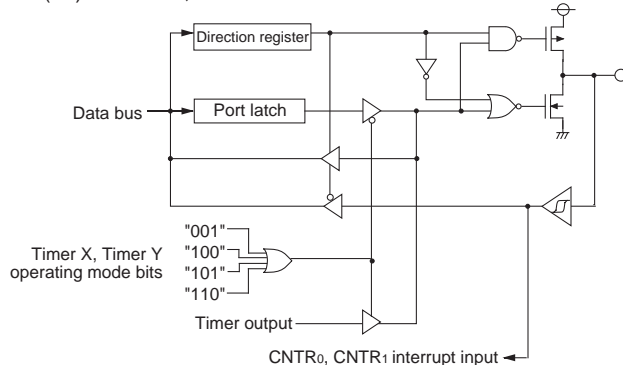 Direction register
Data bus
Port latch
Timer X, Timer Y
operating mode bits
"001"
"100"
"101"
"110"
Timer output
CNTR0, CNTR1 interrupt input